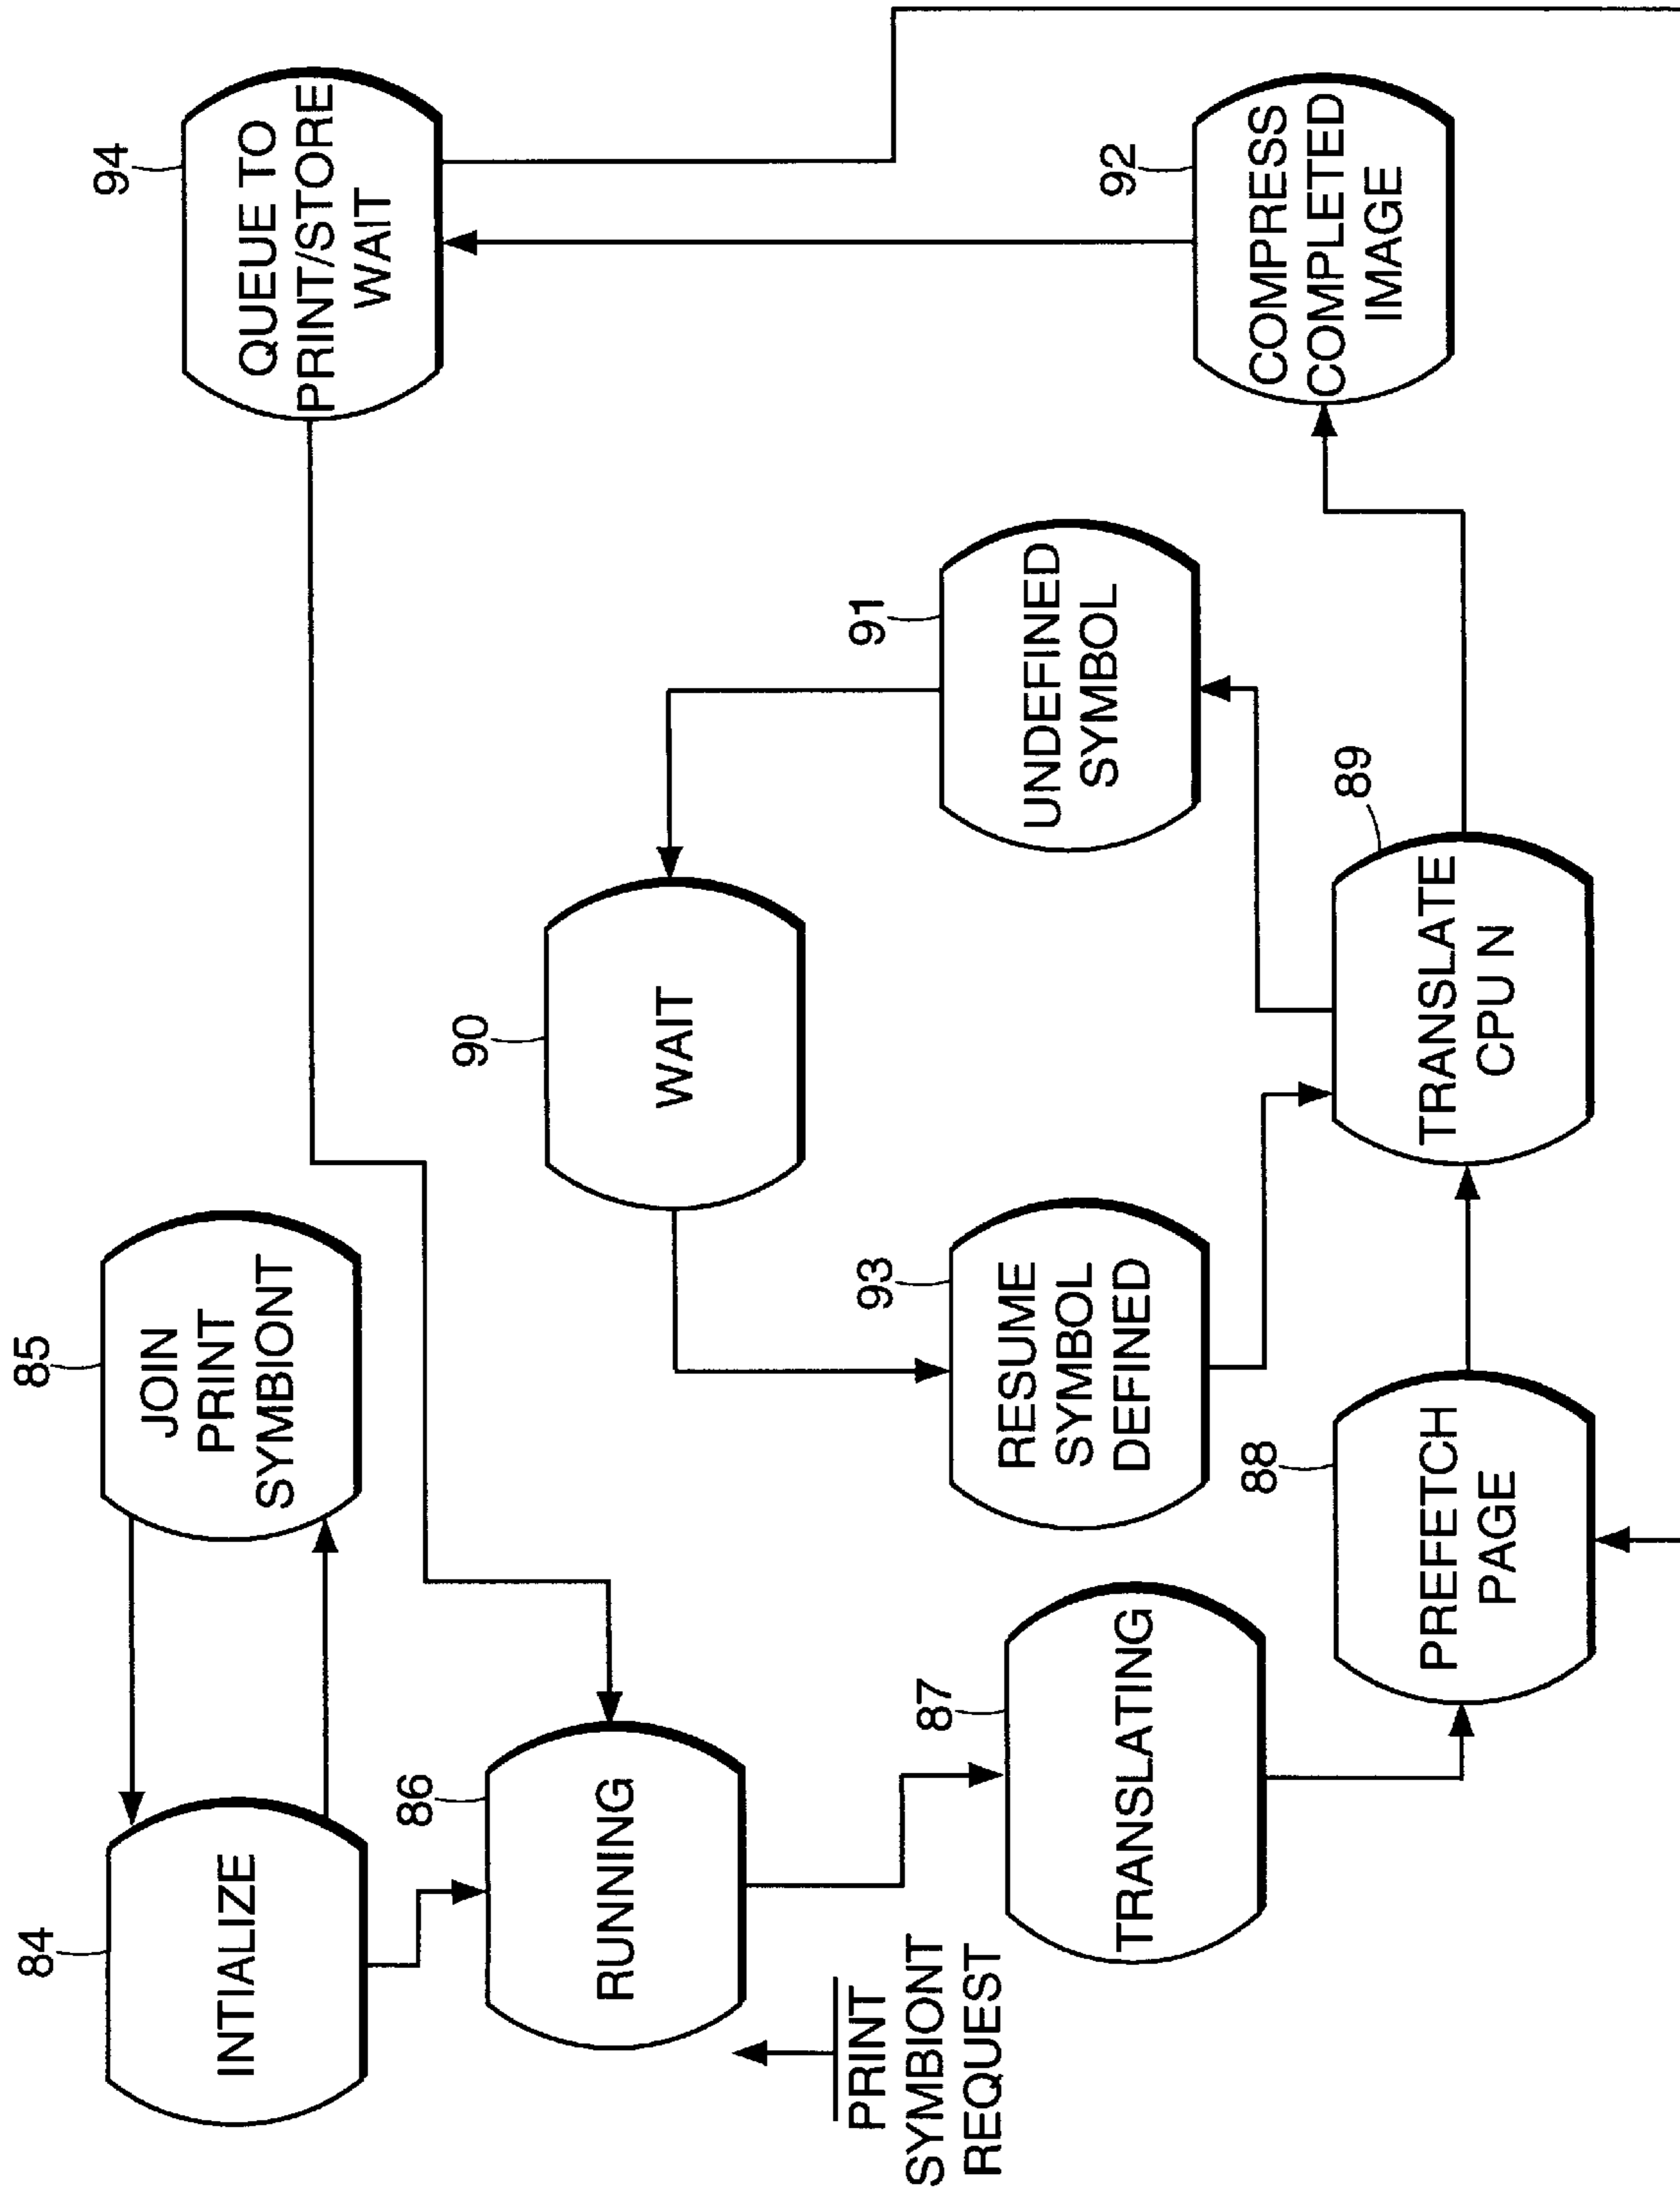 84
INTIALIZE
85
JOIN
PRINT
SYMBIONT
86
RUNNING
PRINT
SYMBIONT
REQUEST
87
TRANSLATING
88
PREFETCH
PAGE
89
TRANSLATE
CPU N
90
WAIT
91
UNDEFINED
SYMBOL
93
RESUME
SYMBOL
DEFINED
92
COMPRESS
COMPLETED
IMAGE
94
QUEUE TO
PRINT/STORE
WAIT